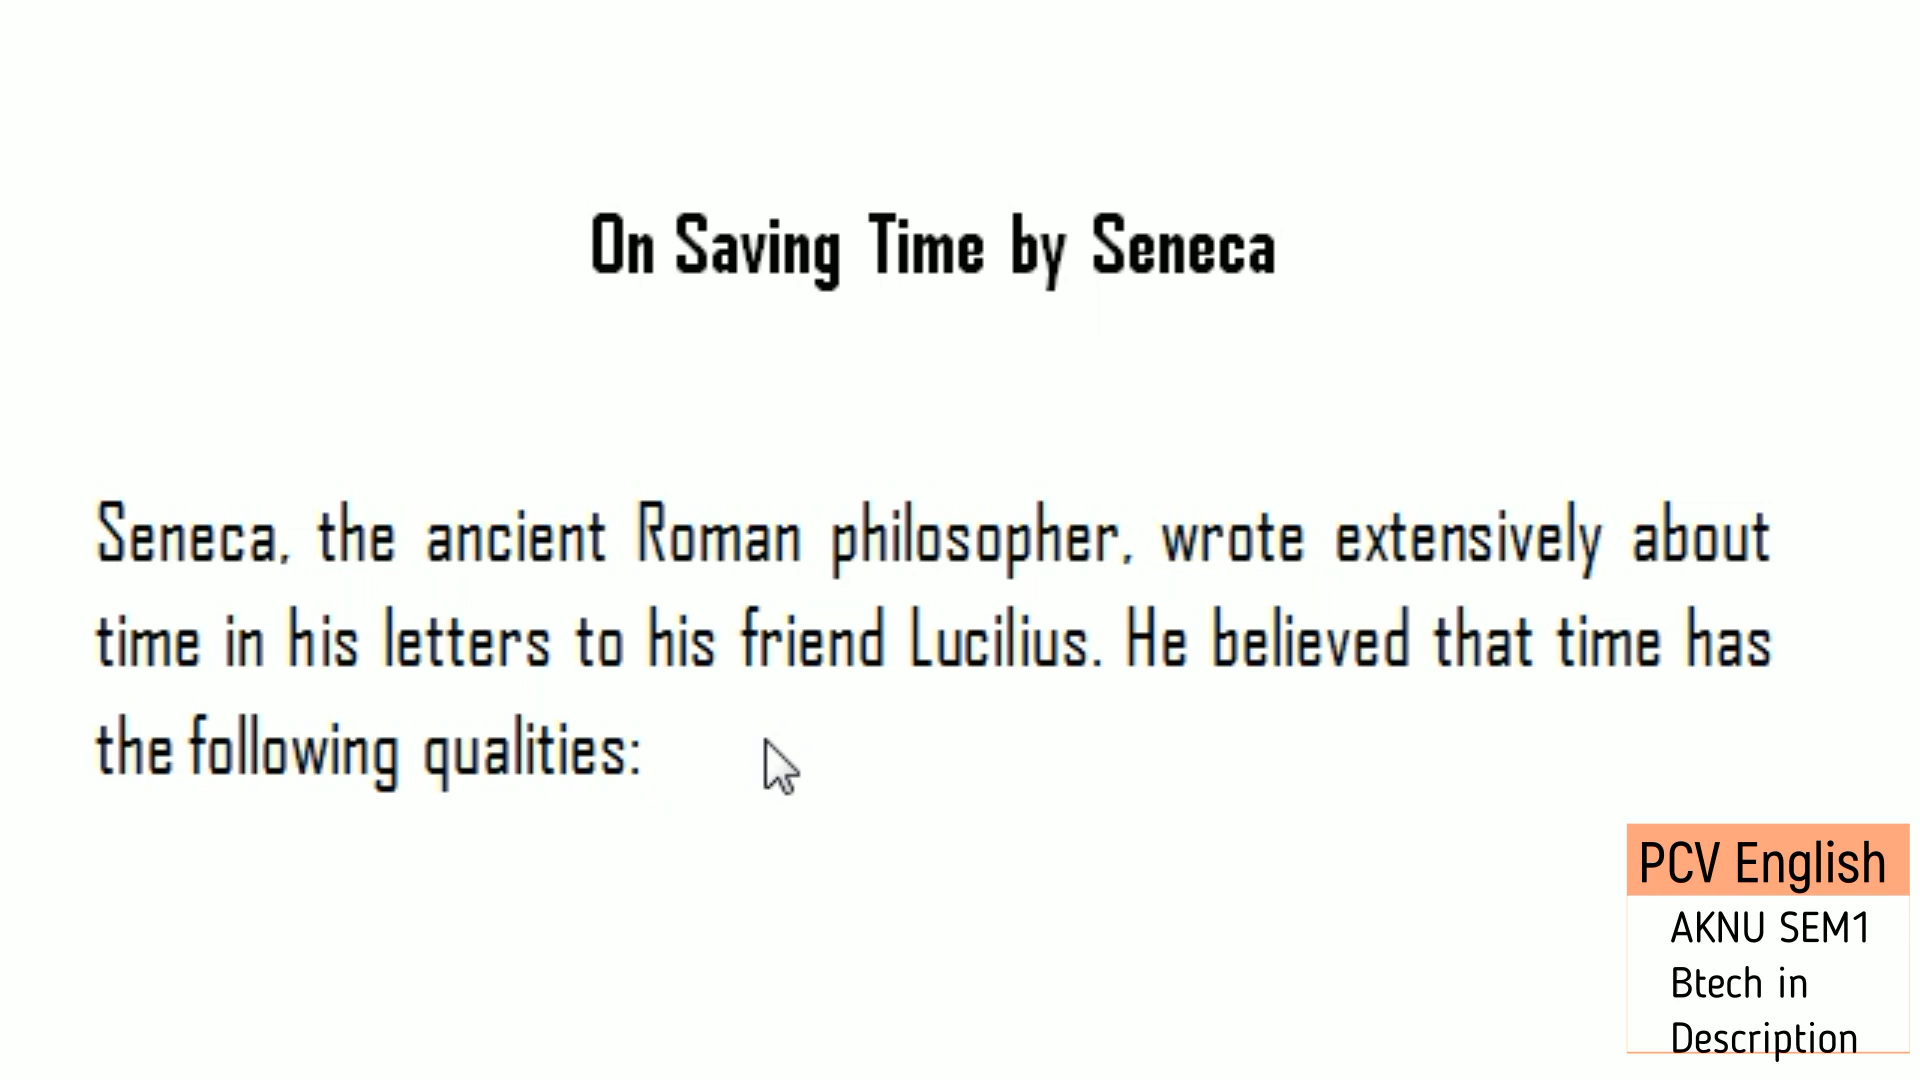 On Saving Time by Seneca
Seneca, the ancient Roman philosopher, wrote extensively about
time in his letters to his friend Lucilius. He believed that time has
the following qualities:
PCV English
AKNU SEM1
Btech in
Description